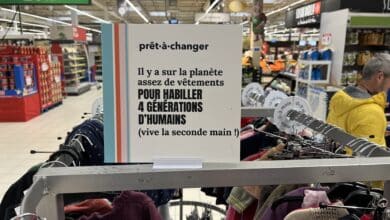 prêt-à-changer
Il y a sur la planète
assez de vêtements
POUR HABILLER
4 GÉNÉRATIONS
D'HUMAINS
(vive la seconde main !)